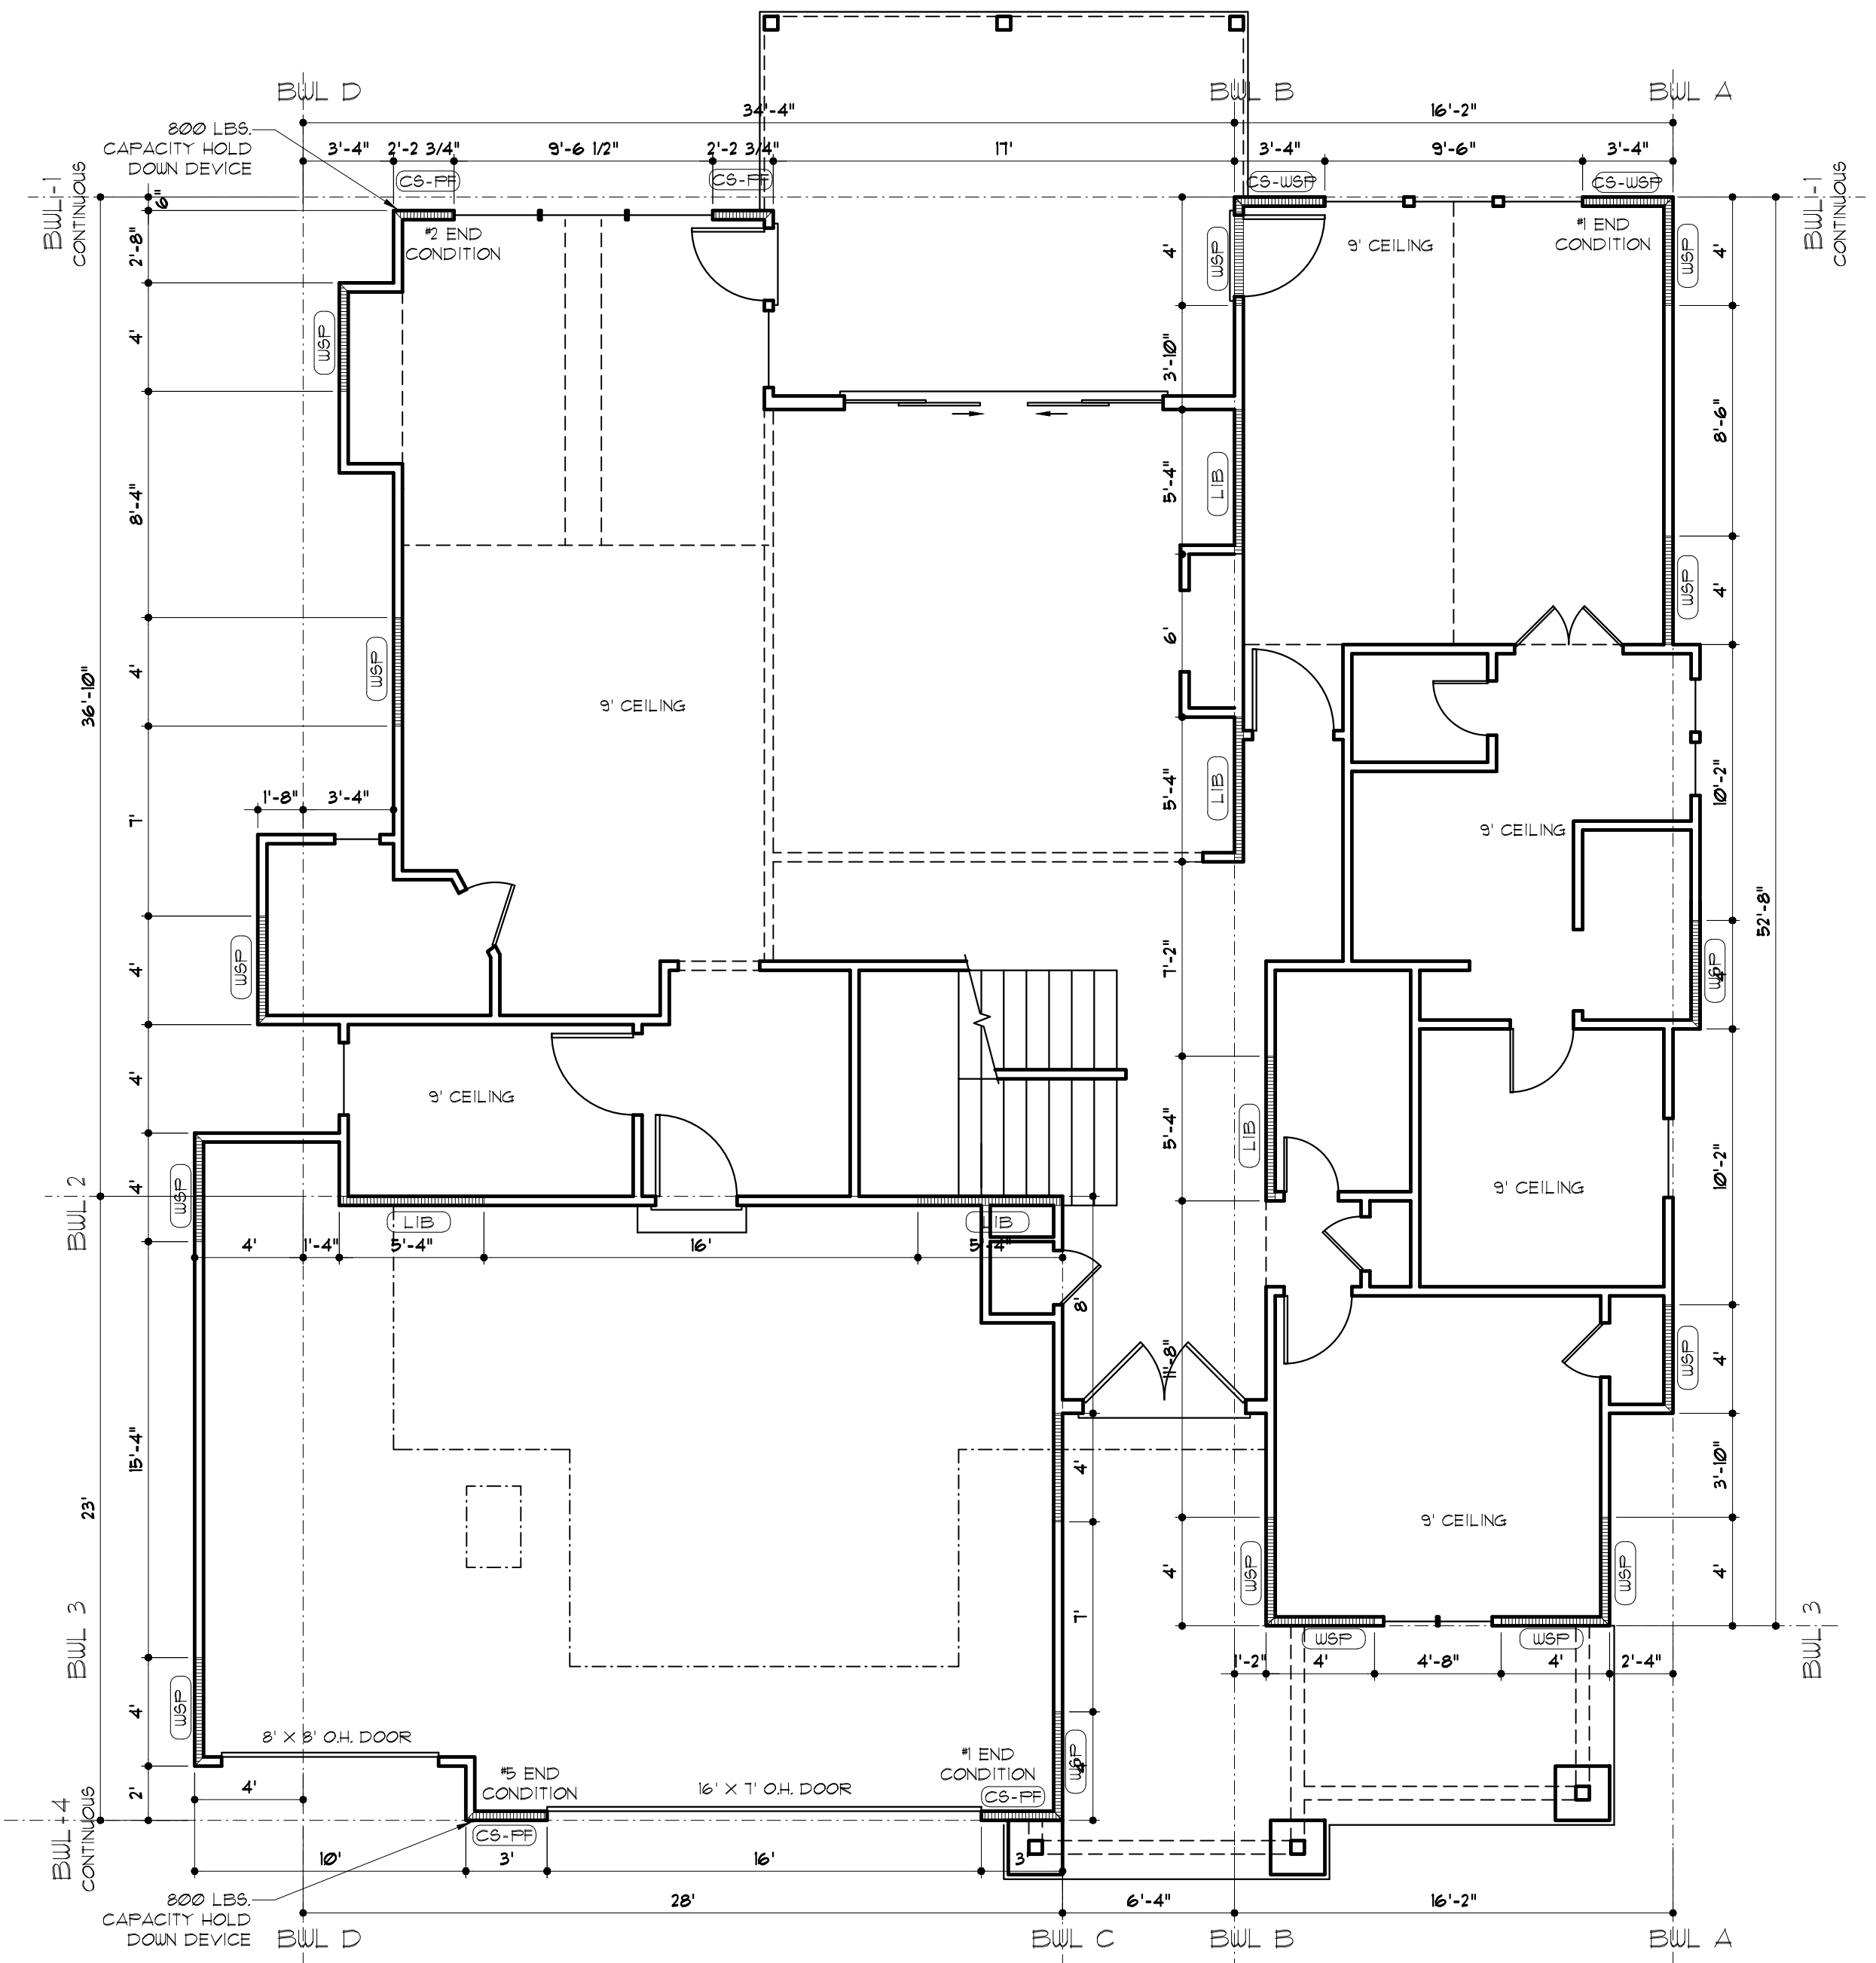 BWL D
BWL B
BWL A
34'-4"
16'-2"
800 LBS.
CAPACITY HOLD
DOWN DEVICE
3'-4"
2'-2 3/4"
9'-6 1/2"
2'-2 3/4"
17'
3'-4"
9'-6"
3'-4"
CS-PF
CS-PF
CS-WSP
CS-WSP
BWL-1
CONTINUOUS
BWL-1
CONTINUOUS
6"
#2 END
CONDITION
9' CEILING
#1 END
CONDITION
2'-8"
4'
WSP
WSP
4'
4'
WSP
3'-10"
8'-6"
8'-4"
5'-4"
LIB
4'
WSP
36'-10"
4'
WSP
6'
9' CEILING
5'-4"
LIB
10'-2"
1'-8"
3'-4"
7'
9' CEILING
52'-8"
4'
WSP
7'-2"
WSP
4'
4'
9' CEILING
5'-4"
LIB
10'-2"
9' CEILING
BWL 2
4'
WSP
LIB
LIB
4'
1'-4"
5'-4"
16'
5'-4"
8'
11'-8"
WSP
4'
15'-4"
23'
4'
3'-10"
9' CEILING
4'
WSP
WSP
4'
7'
BWL 3
BWL 3
WSP
WSP
1'-2"
4'
4'-8"
4'
2'-4"
4'
WSP
8' X 8' O.H. DOOR
#5 END
CONDITION
16' X 7' O.H. DOOR
#1 END
CONDITION
WSP
4'
2'
4'
CS-PF
CS-PF
BWL-4
CONTINUOUS
10'
3'
16'
3'
800 LBS.
CAPACITY HOLD
DOWN DEVICE
28'
6'-4"
16'-2"
BWL D
BWL C
BWL B
BWL A